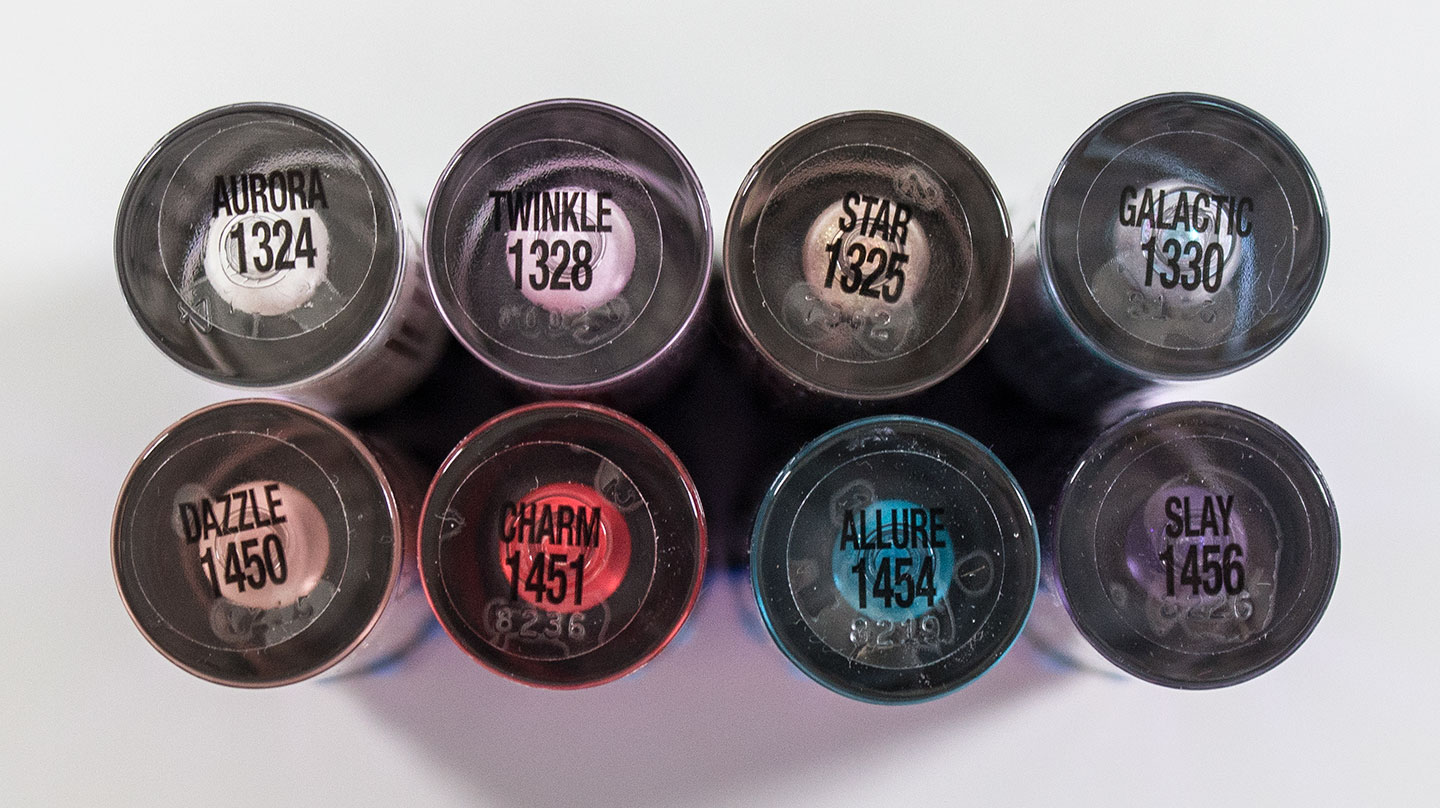 AURORA
1324
TWINKLE
1328
STAR
1325
GALACTIC
1330
DAZZLE
1450
CHARM
1451
8236
ALLURE
1454
8219
SLAY
1456